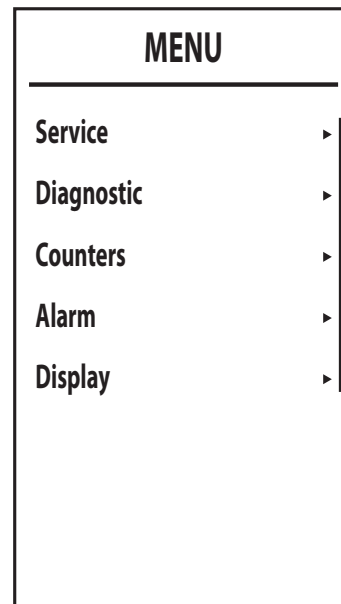 MENU
Service
Diagnostic
Counters
Alarm
Display